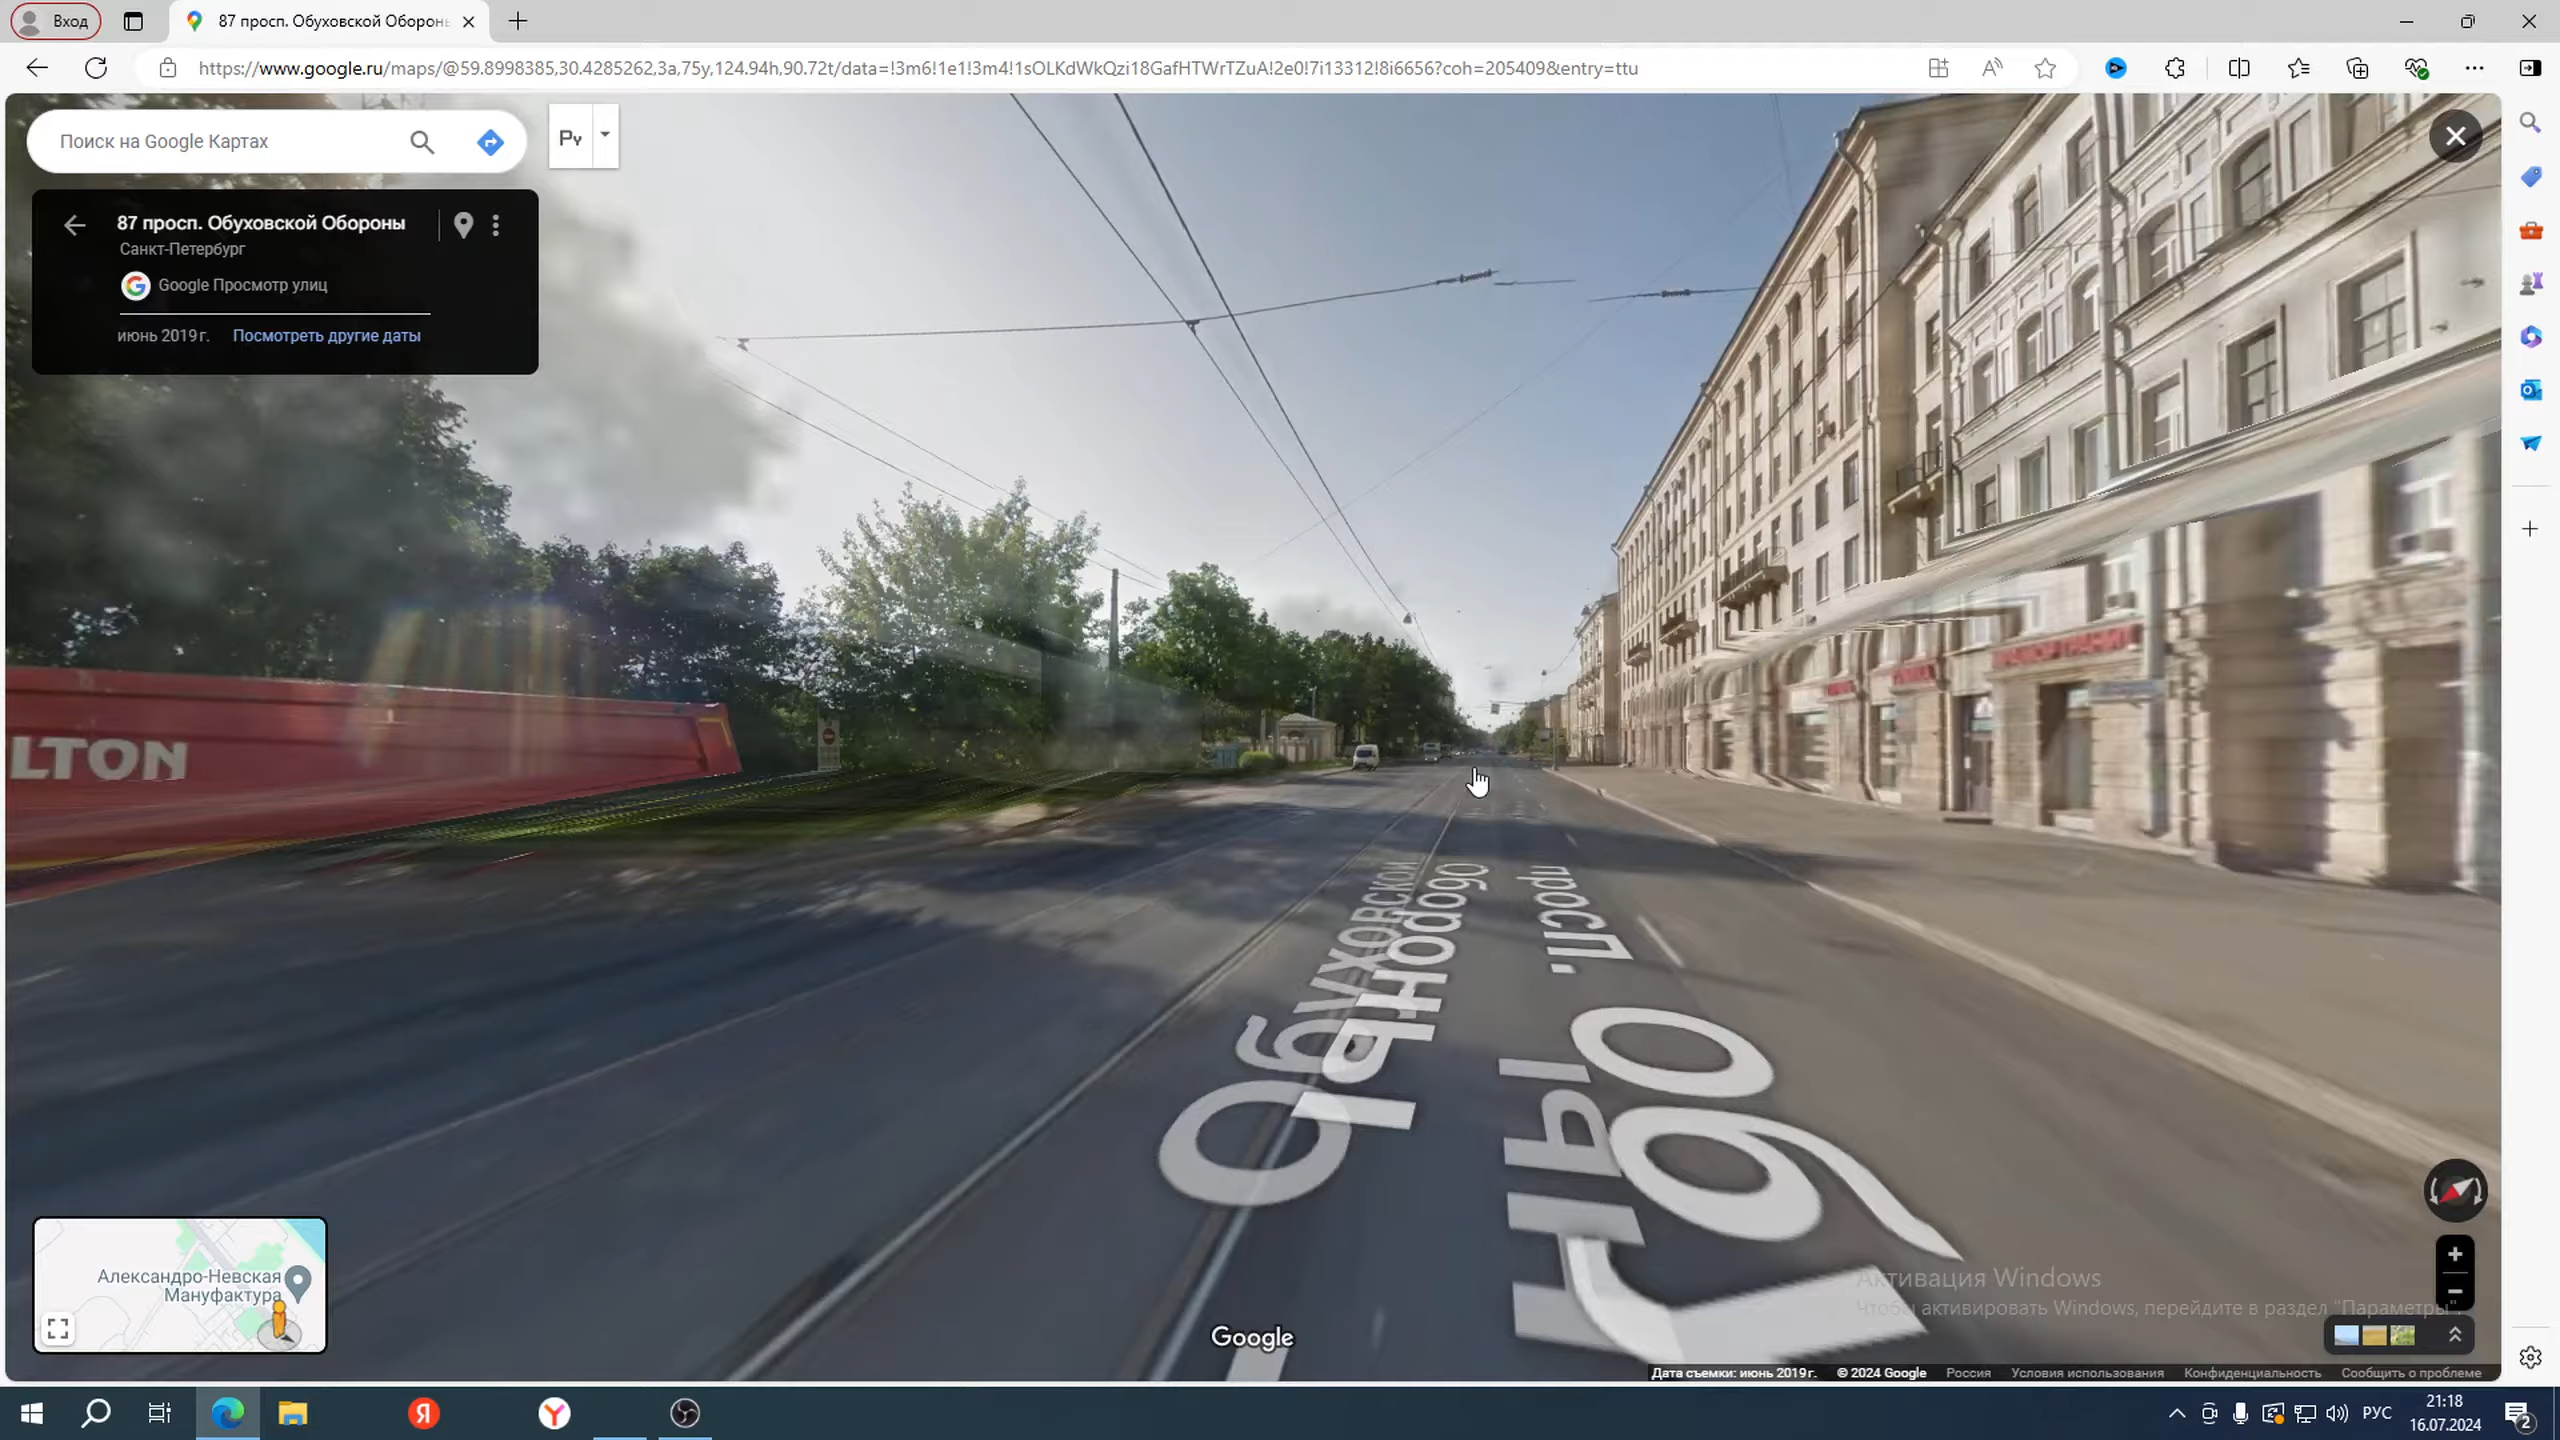 Вход
87 просп. Обуховской Оборон
https://www.google.ru/maps/@59.8998385,30.4285262,3a,75y,124.94h,90.72t/data=!3m6!1e1!3m4!1sOLKdWkQzi18GafHTWrTZuA!2e0!7i13312!8i6656?coh=205409&entry=ttu
Поиск на Google Картах
Ру
87 просп. Обуховской Обороны
Санкт-Петербург
Google Просмотр улиц
июнь 2019 г. Посмотреть другие даты
LTON
Обуховской
обороны
просп.
Александро-Невская
Мануфактура
Google
Активация Windows
Чтобы активировать Windows, перейдите в раздел "Параметры".
Дата съемки: июнь 2019 г. © 2024 Google Россия Условия использования Конфиденциальность Сообщить о проблеме
РУС
21:18
16.07.2024
2